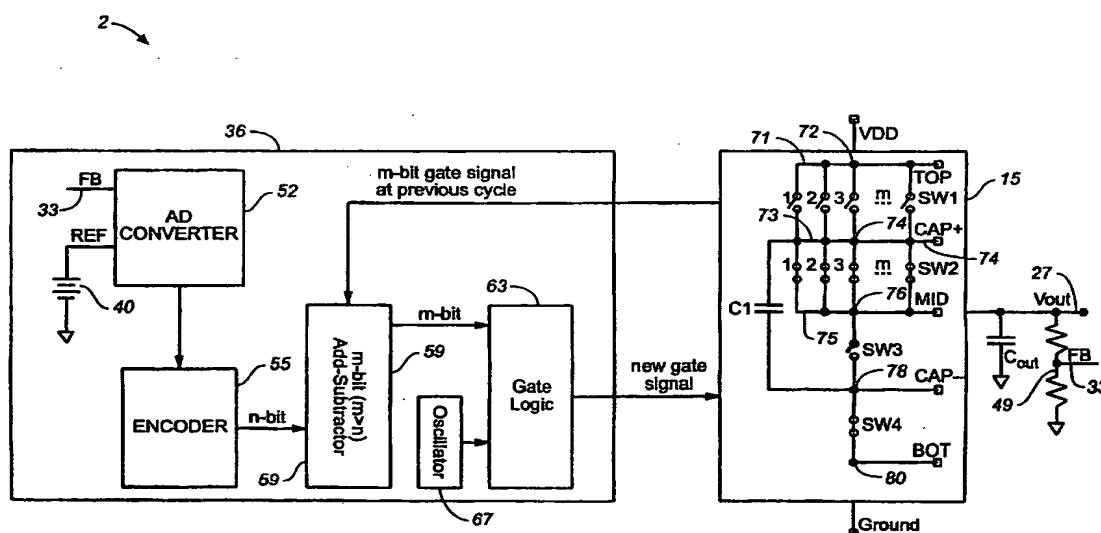 2
36
VDD
71
72
TOP
15
m-bit gate signal
at previous cycle
FB
33
52
AD
CONVERTER
REF
40
1
2
3
m
SW1
73
74
CAP+
74
1
2
3
m
SW2
27
63
C1
76
MID
Vout
m-bit
75
55
59
SW3
Cout
FB
33
m-bit (m>n)
Add-Subtractor
Gate
Logic
new gate
signal
78
CAP-
49
ENCODER
n-bit
Oscillator
SW4
59
BOT
67
80
Ground